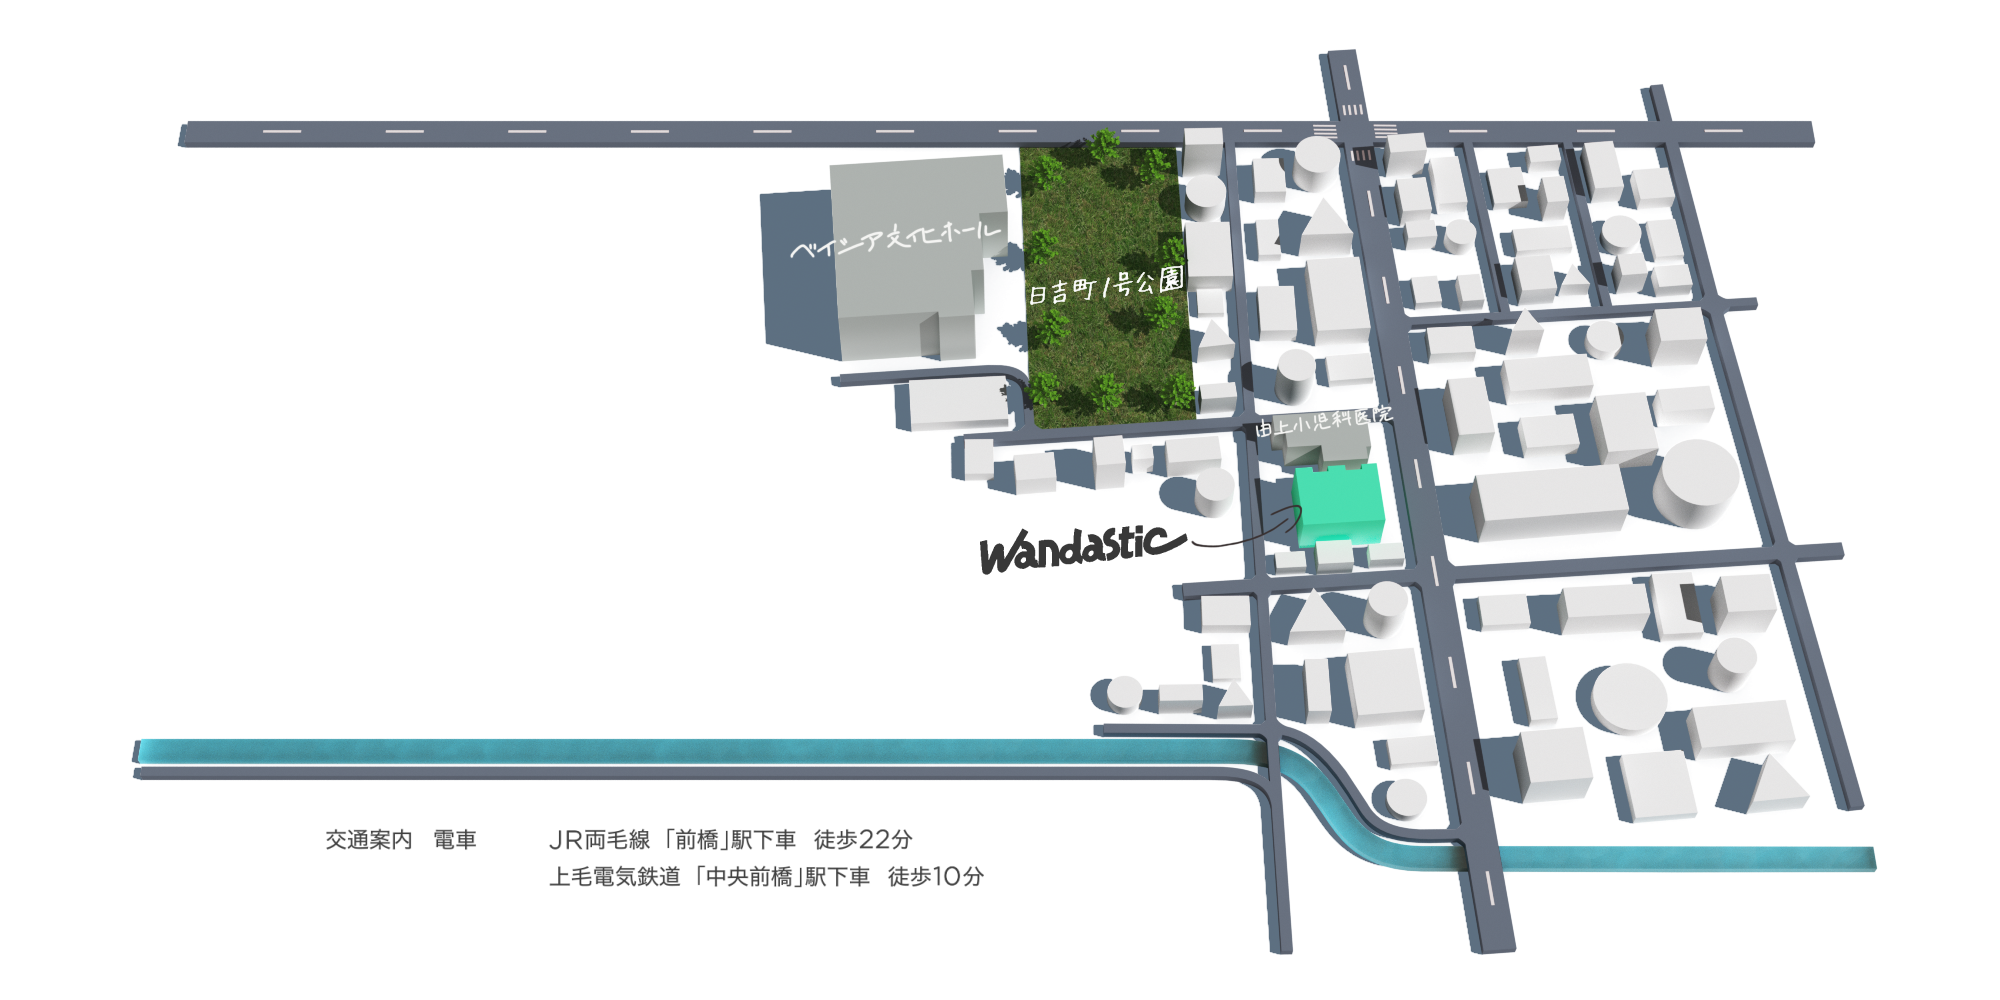 ベイシア文化ホール
日吉町1号公園
由上小児科医院
Wandastic
交通案内　電車　JR両毛線「前橋」駅下車　徒歩22分
上毛電気鉄道「中央前橋」駅下車　徒歩10分